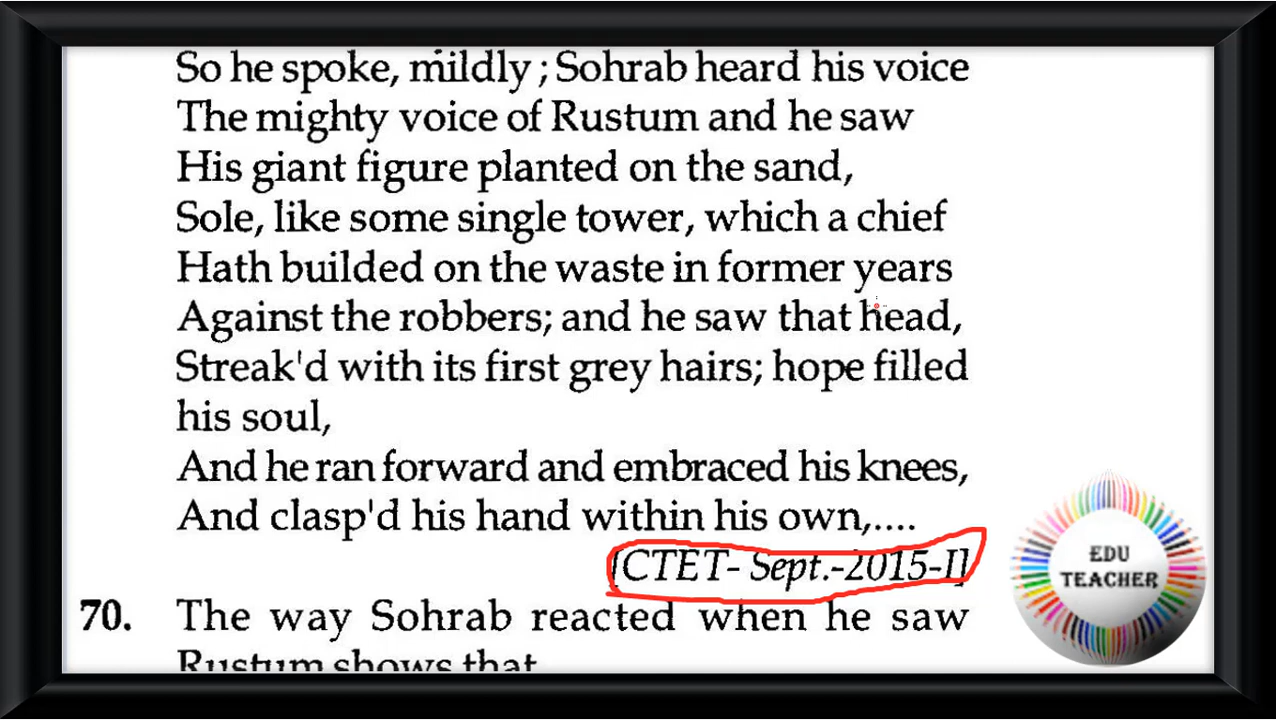 So he spoke, mildly ; Sohrab heard his voice
The mighty voice of Rustum and he saw
His giant figure planted on the sand,
Sole, like some single tower, which a chief
Hath builded on the waste in former years
Against the robbers; and he saw that head,
Streak'd with its first grey hairs; hope filled
his soul,
And he ran forward and embraced his knees,
And clasp'd his hand within his own,....
[CTET- Sept.-2015-I]
70. The way Sohrab reacted when he saw
Rustum shows that
EDU
TEACHER